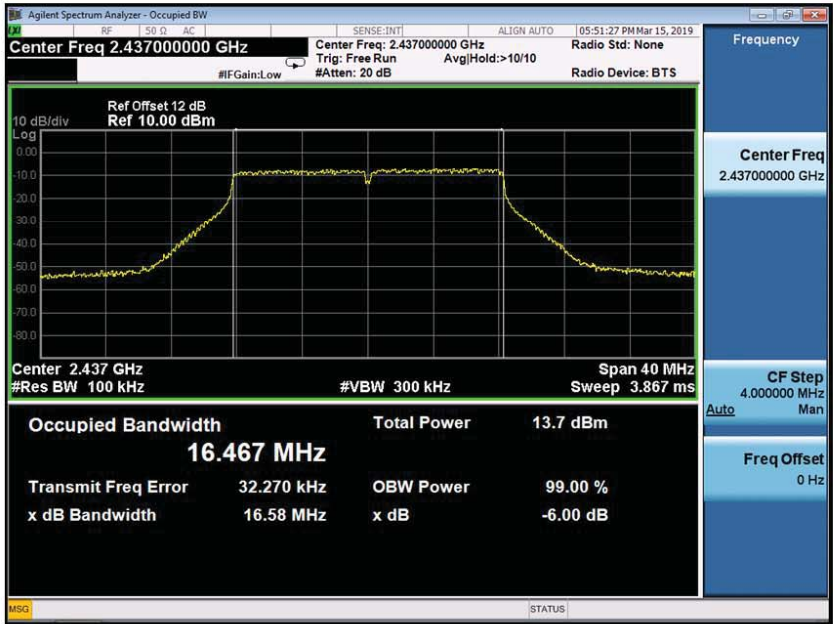 Agilent Spectrum Analyzer - Occupied BW
LXI RF 50 Ω AC SENSE:INT ALIGN AUTO 05:51:27 PM Mar 15, 2019
Center Freq 2.437000000 GHz
Center Freq: 2.437000000 GHz
Radio Std: None
Trig: Free Run Avg|Hold:>10/10
#IFGain:Low #Atten: 20 dB Radio Device: BTS
Ref Offset 12 dB
10 dB/div Ref 10.00 dBm
Log
0.00
-10.0
-20.0
-30.0
-40.0
-50.0
-60.0
-70.0
-80.0
Center 2.437 GHz Span 40 MHz
#Res BW 100 kHz #VBW 300 kHz Sweep 3.867 ms
Occupied Bandwidth Total Power 13.7 dBm
16.467 MHz
Transmit Freq Error 32.270 kHz OBW Power 99.00 %
x dB Bandwidth 16.58 MHz x dB -6.00 dB
MSG STATUS
Frequency
Center Freq
2.437000000 GHz
CF Step
4.000000 MHz
Auto Man
Freq Offset
0 Hz